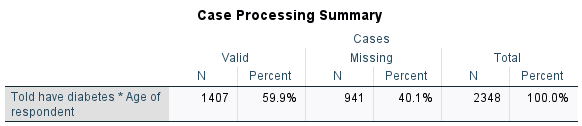 Case Processing Summary
Cases
Valid Missing Total
N Percent N Percent N Percent
Told have diabetes * Age of 1407 59.9% 941 40.1% 2348 100.0%
respondent